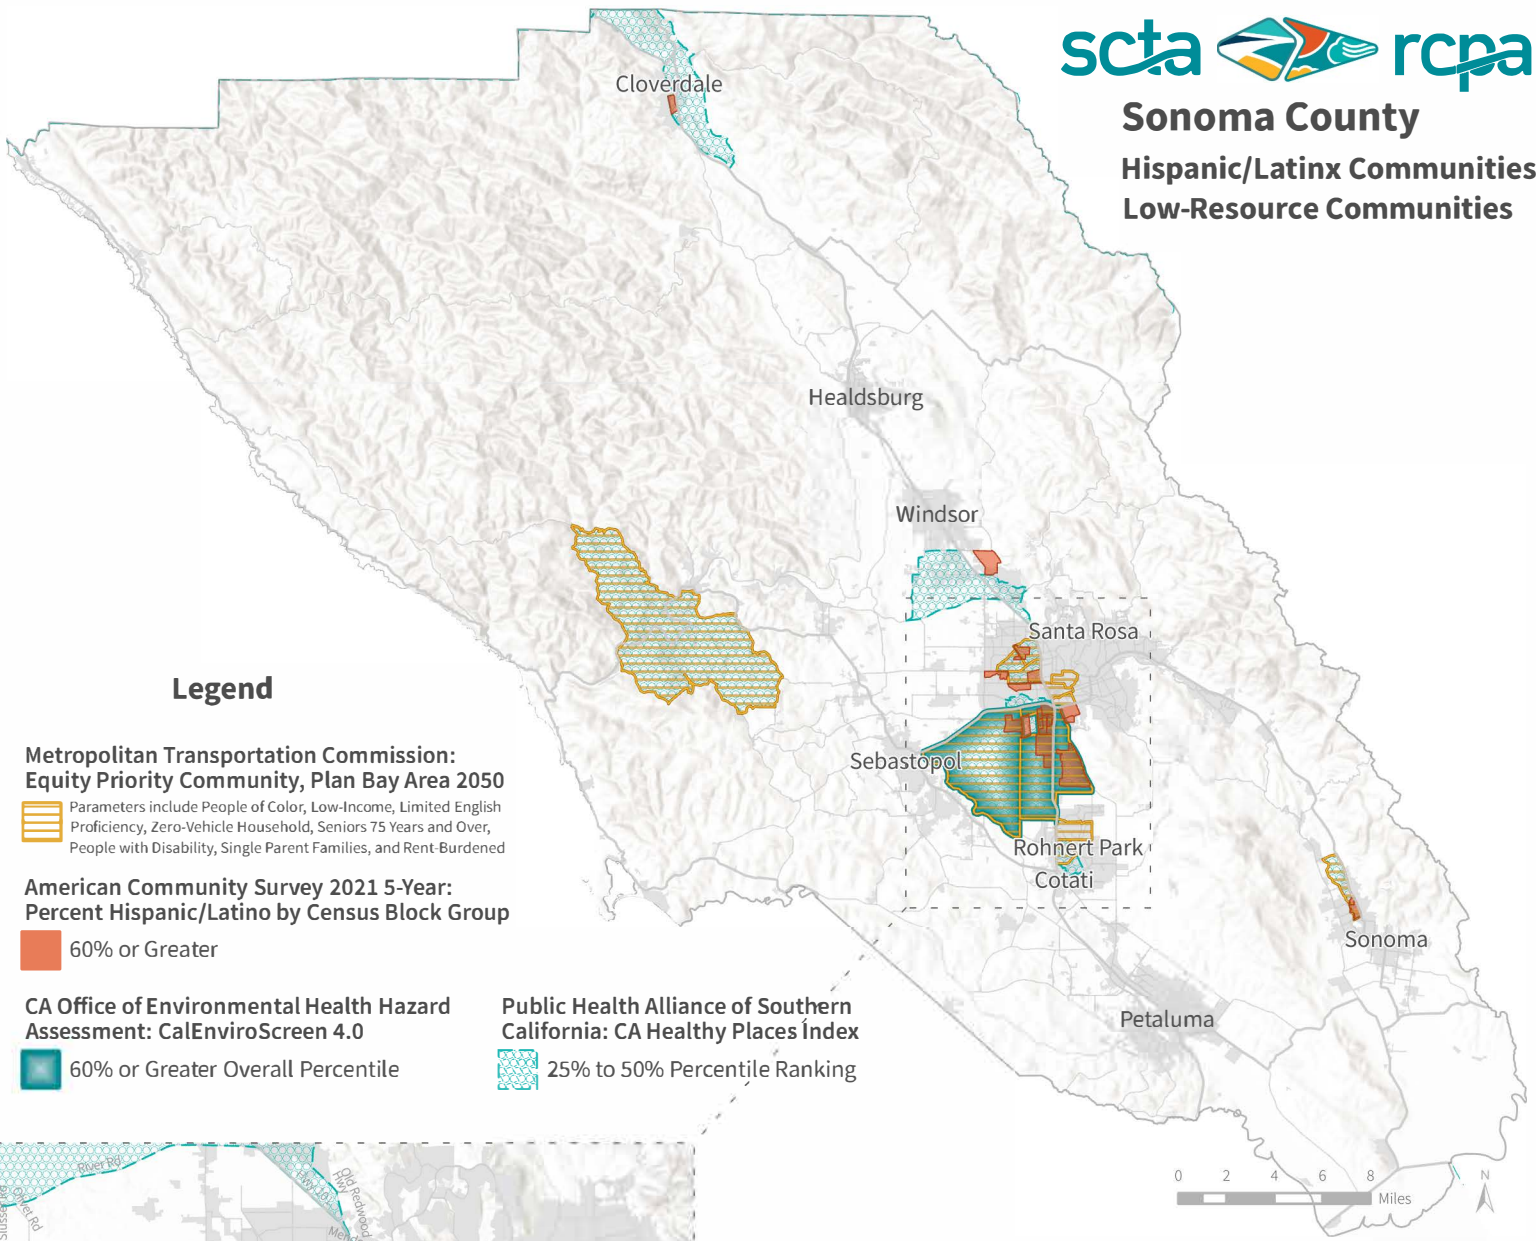 scta rcpa
Sonoma County
Hispanic/Latinx Communities
Low-Resource Communities
Cloverdale
Healdsburg
Windsor
Santa Rosa
Sebastopol
Rohnert Park
Cotati
Sonoma
Petaluma
Legend
Metropolitan Transportation Commission:
Equity Priority Community, Plan Bay Area 2050
Parameters include People of Color, Low-Income, Limited English
Proficiency, Zero-Vehicle Household, Seniors 75 Years and Over,
People with Disability, Single Parent Families, and Rent-Burdened
American Community Survey 2021 5-Year:
Percent Hispanic/Latino by Census Block Group
60% or Greater
CA Office of Environmental Health Hazard
Assessment: CalEnviroScreen 4.0
60% or Greater Overall Percentile
Public Health Alliance of Southern
California: CA Healthy Places Index
25% to 50% Percentile Ranking
0 2 4 6 8
Miles
N
River Rd
Olivet Rd
Hwy 101
Old Redwood
Hwy